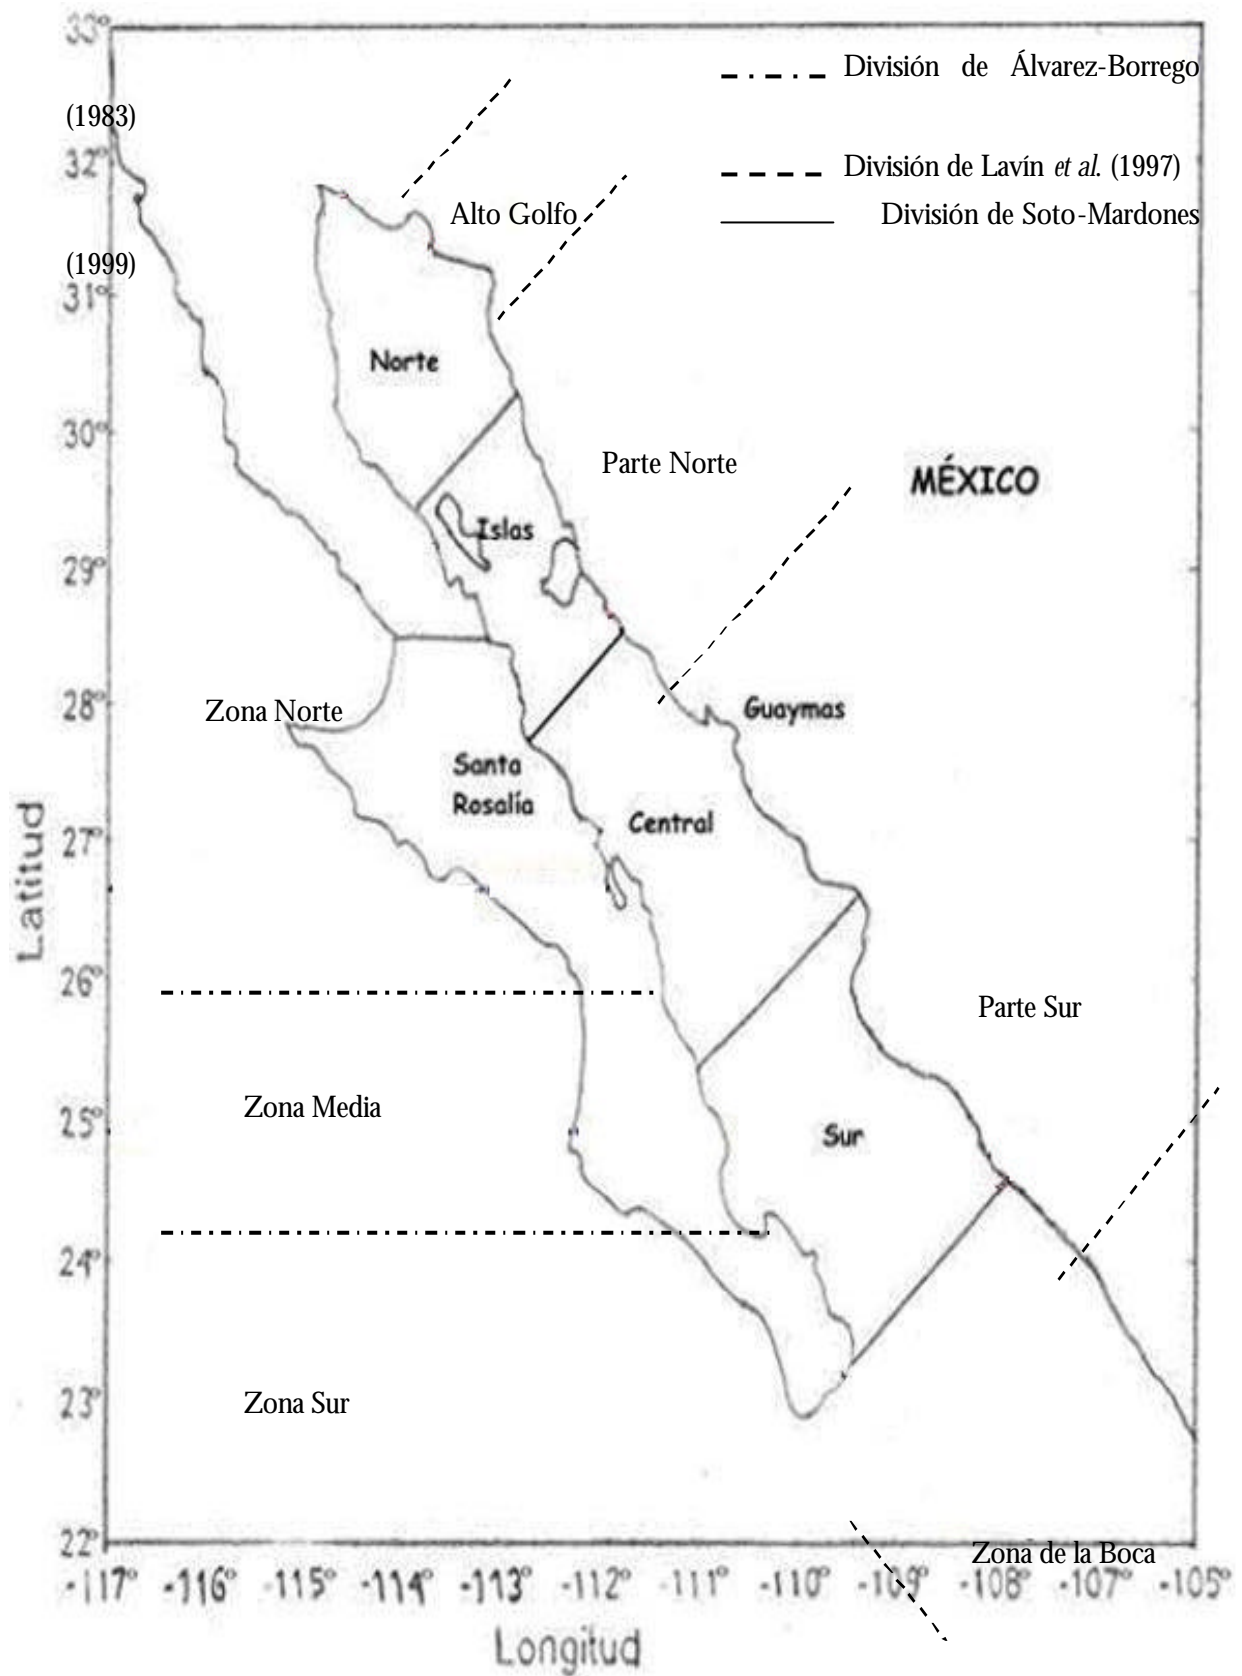 33°
División de Álvarez-Borrego
(1983)
32°
División de Lavín et al. (1997)
Alto Golfo
División de Soto-Mardones
(1999)
31°
Norte
30°
Parte Norte
MÉXICO
Islas
29°
28°
Zona Norte
Guaymas
Santa
Rosalía
Central
27°
Latitud
26°
Parte Sur
Zona Media
25°
Sur
24°
23°
Zona Sur
22°
Zona de la Boca
-117° -116° -115° -114° -113° -112° -111° -110° -109° -108° -107° -105°
Longitud